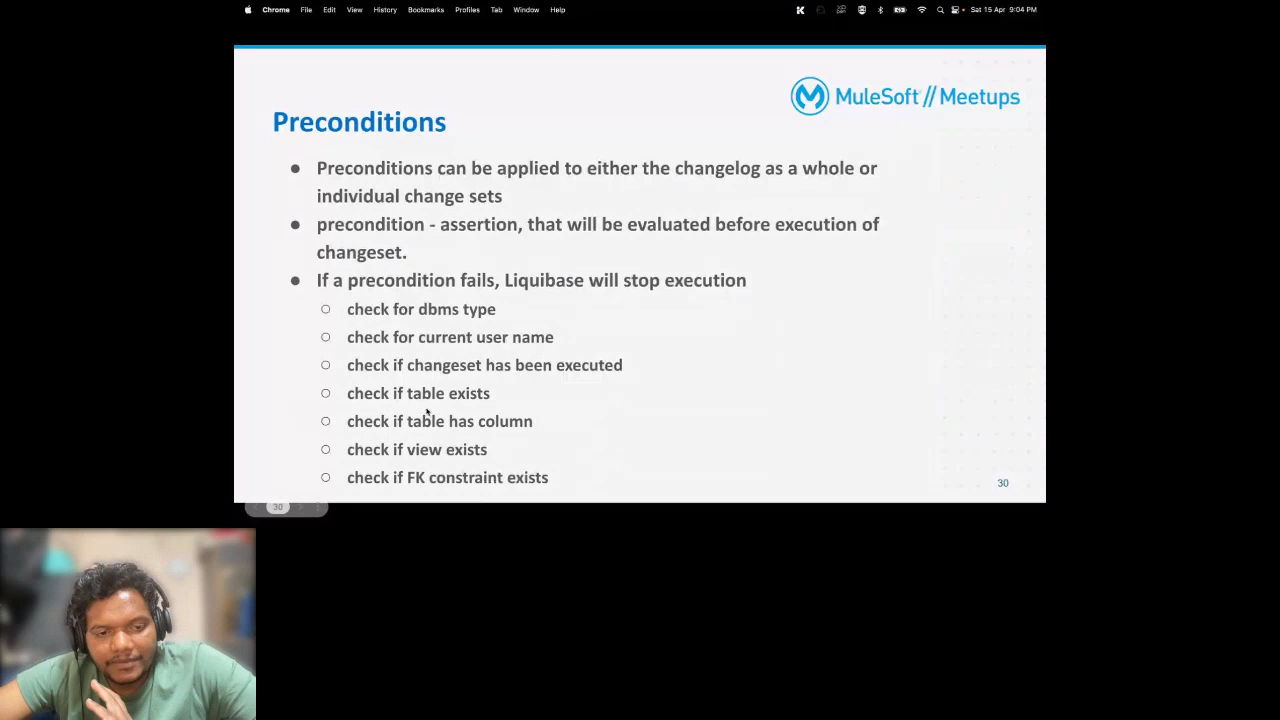 Chrome File Edit View History Bookmarks Profiles Tab Window Help Sat 15 Apr 9:04 PM
MuleSoft // Meetups
Preconditions
● Preconditions can be applied to either the changelog as a whole or
individual change sets
● precondition - assertion, that will be evaluated before execution of
changeset.
● If a precondition fails, Liquibase will stop execution
○ check for dbms type
○ check for current user name
○ check if changeset has been executed
○ check if table exists
○ check if table has column
○ check if view exists
○ check if FK constraint exists
30
30